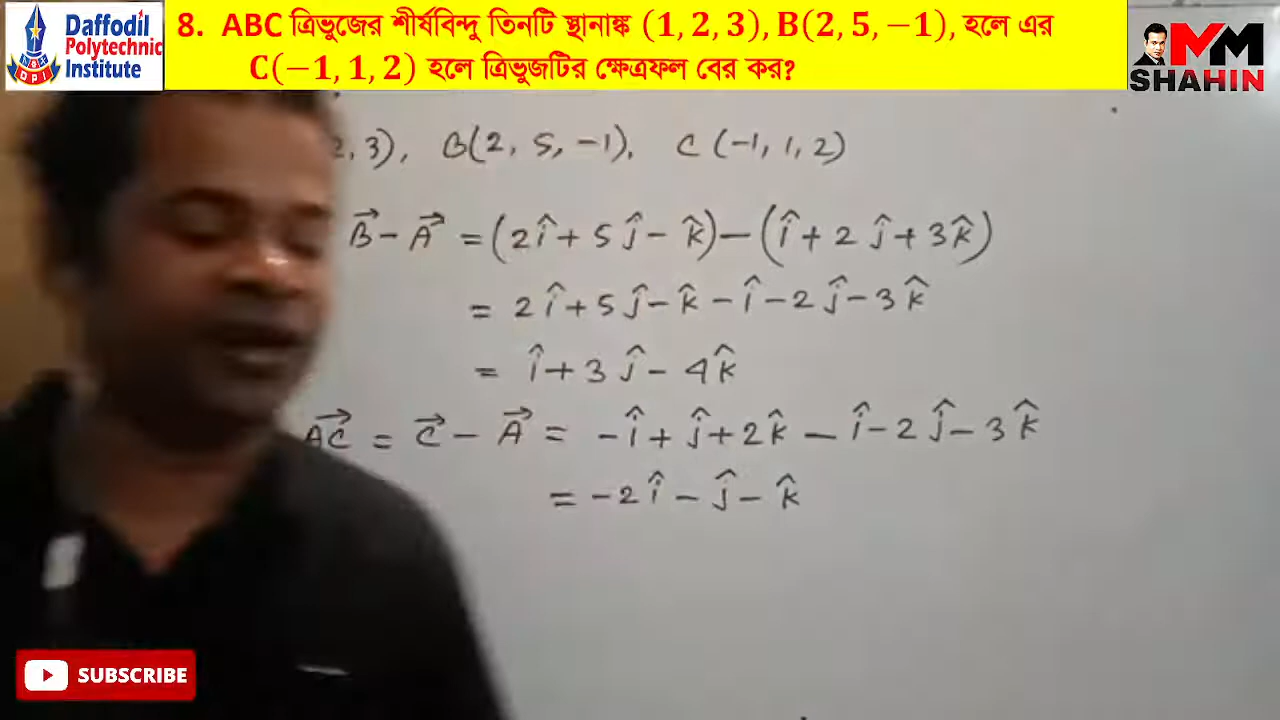 Daffodil
Polytechnic
Institute
DPI
8. ABC ত্রিভুজের শীর্ষবিন্দু তিনটি স্থানাঙ্ক (1, 2, 3), B(2, 5, −1), হলে এর
C(−1, 1, 2) হলে ত্রিভুজটির ক্ষেত্রফল বের কর?
MM
SHAHIN
2, 3), B(2, 5, -1), C(-1, 1, 2)
B⃗ - A⃗ = (2î + 5ĵ - k̂) - (î + 2ĵ + 3k̂)
= 2î + 5ĵ - k̂ - î - 2ĵ - 3k̂
= î + 3ĵ - 4k̂
AC⃗ = C⃗ - A⃗ = -î + ĵ + 2k̂ - î - 2ĵ - 3k̂
= -2î - ĵ - k̂
SUBSCRIBE